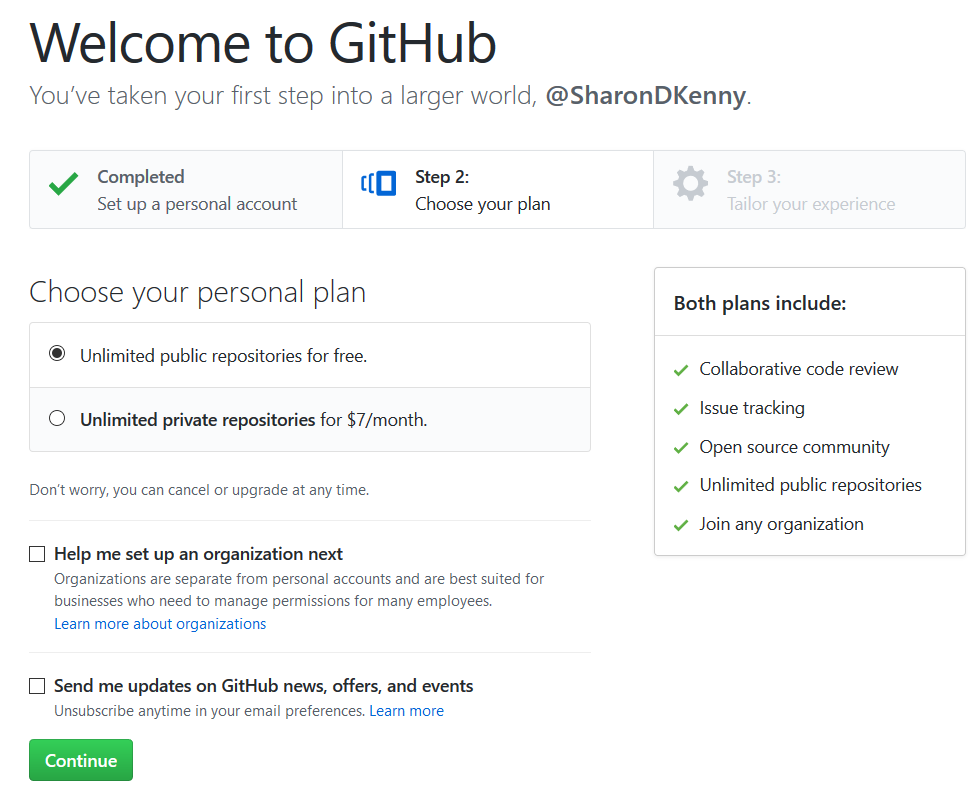 Welcome to GitHub
You’ve taken your first step into a larger world, @SharonDKenny.
Completed
Set up a personal account
Step 2:
Choose your plan
Step 3:
Tailor your experience
Choose your personal plan
Unlimited public repositories for free.
Unlimited private repositories for $7/month.
Don’t worry, you can cancel or upgrade at any time.
Help me set up an organization next
Organizations are separate from personal accounts and are best suited for
businesses who need to manage permissions for many employees.
Learn more about organizations
Send me updates on GitHub news, offers, and events
Unsubscribe anytime in your email preferences. Learn more
Continue
Both plans include:
Collaborative code review
Issue tracking
Open source community
Unlimited public repositories
Join any organization